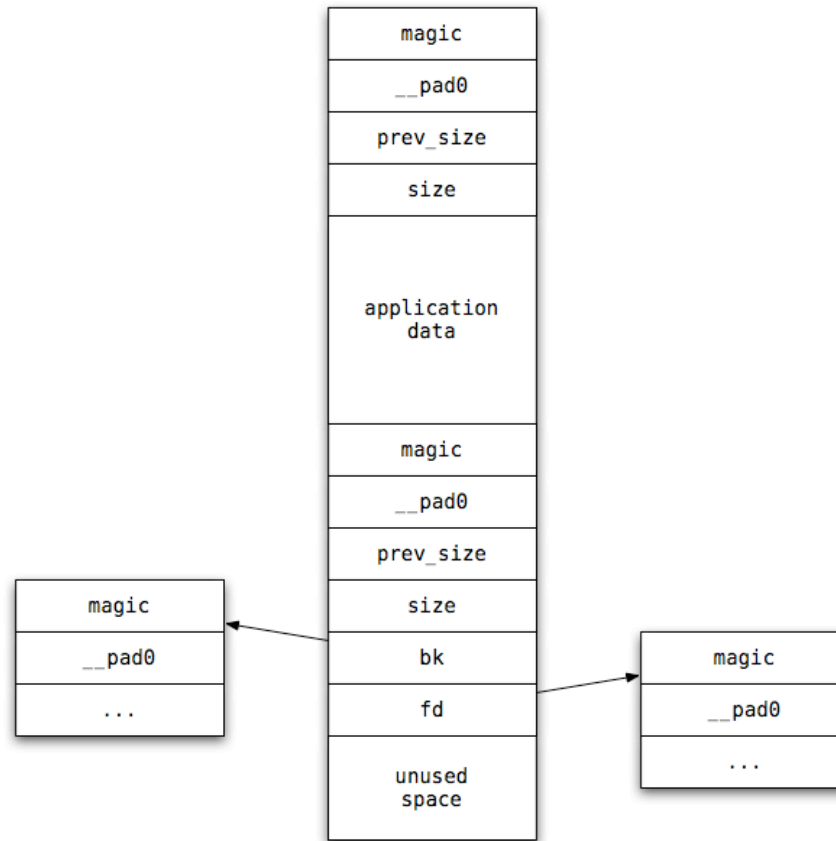 magic
__pad0
prev_size
size
application
data
magic
__pad0
prev_size
size
bk
fd
unused
space
magic
__pad0
...
magic
__pad0
...